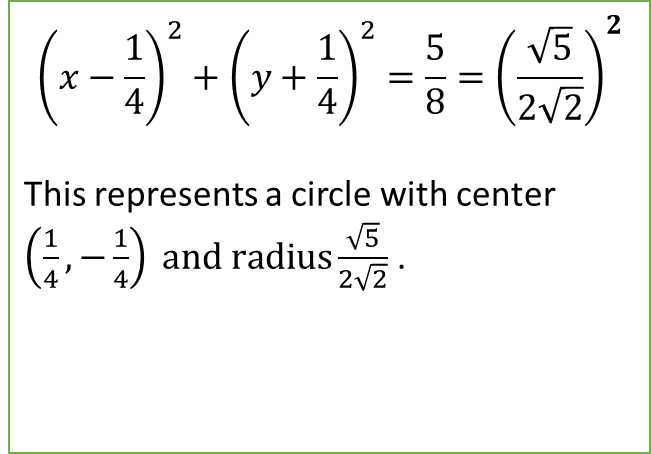 (x − 1/4)² + (y + 1/4)² = 5/8 = (√5/2√2)²
This represents a circle with center
(1/4, −1/4) and radius √5/2√2 .